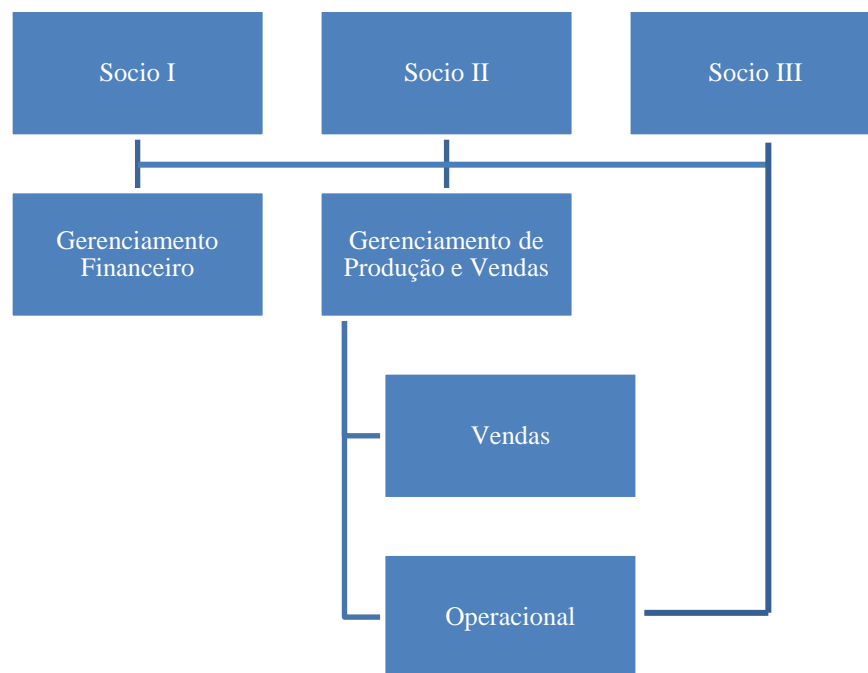 Socio I
Socio II
Socio III
Gerenciamento
Financeiro
Gerenciamento de
Produção e Vendas
Vendas
Operacional